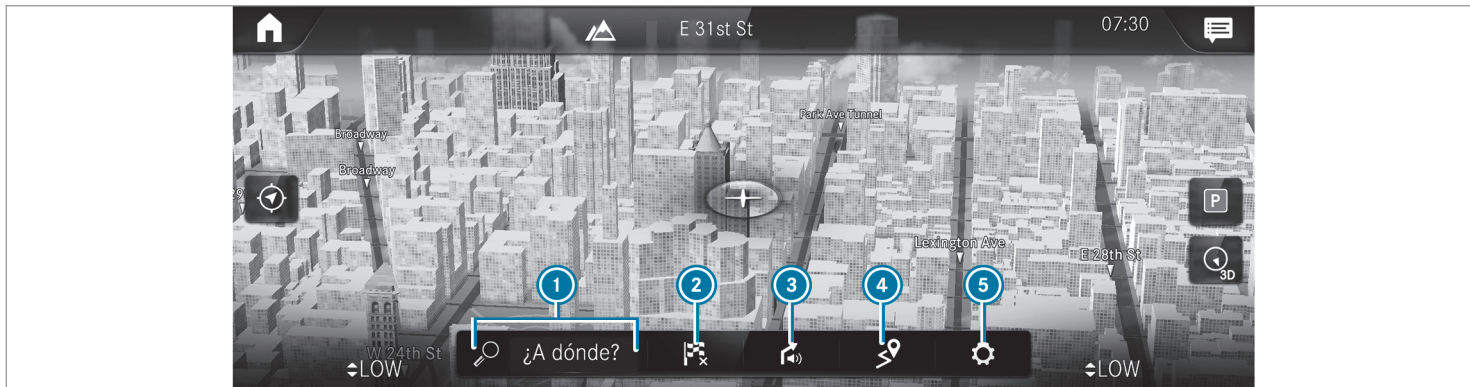 E 31st St
07:30
Park Ave Tunnel
Broadway
Broadway
29
P
Lexington Ave
E 28th St
3D
1
2
3
4
5
W 24th St
¿A dónde?
LOW
LOW